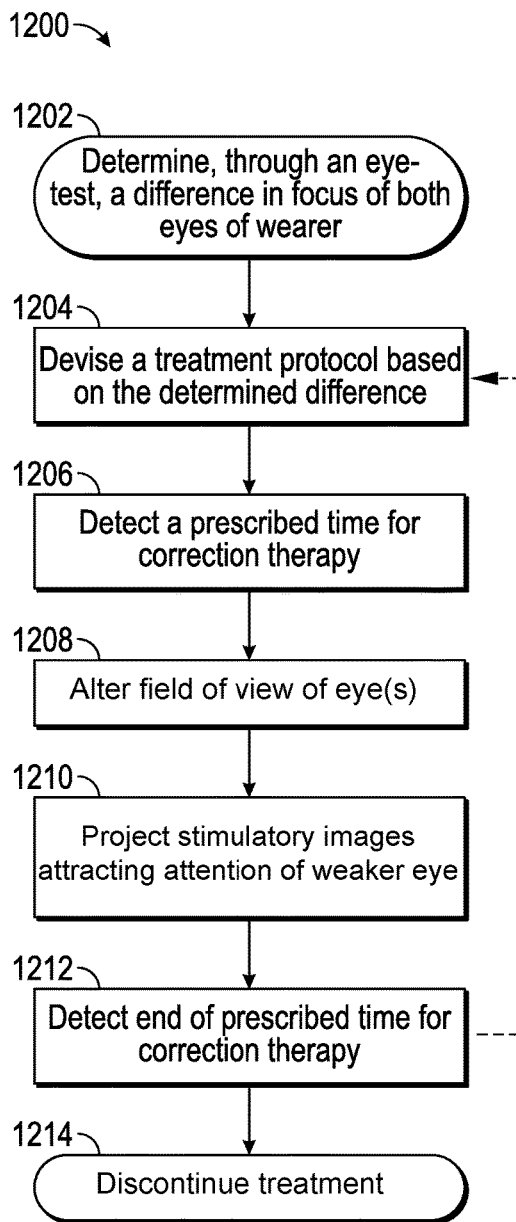 1200
1202
Determine, through an eye-
test, a difference in focus of both
eyes of wearer
1204
Devise a treatment protocol based
on the determined difference
1206
Detect a prescribed time for
correction therapy
1208
Alter field of view of eye(s)
1210
Project stimulatory images
attracting attention of weaker eye
1212
Detect end of prescribed time for
correction therapy
1214
Discontinue treatment